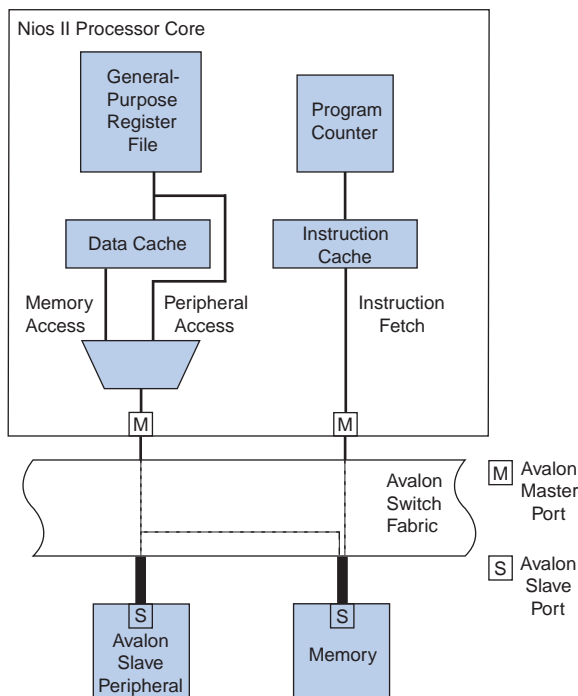 Nios II Processor Core
General-
Purpose
Register
File
Program
Counter
Data Cache
Instruction
Cache
Memory
Access
Peripheral
Access
Instruction
Fetch
M
M
Avalon
Switch
Fabric
M
Avalon
Master
Port
S
Avalon
Slave
Port
S
Avalon
Slave
Peripheral
S
Memory